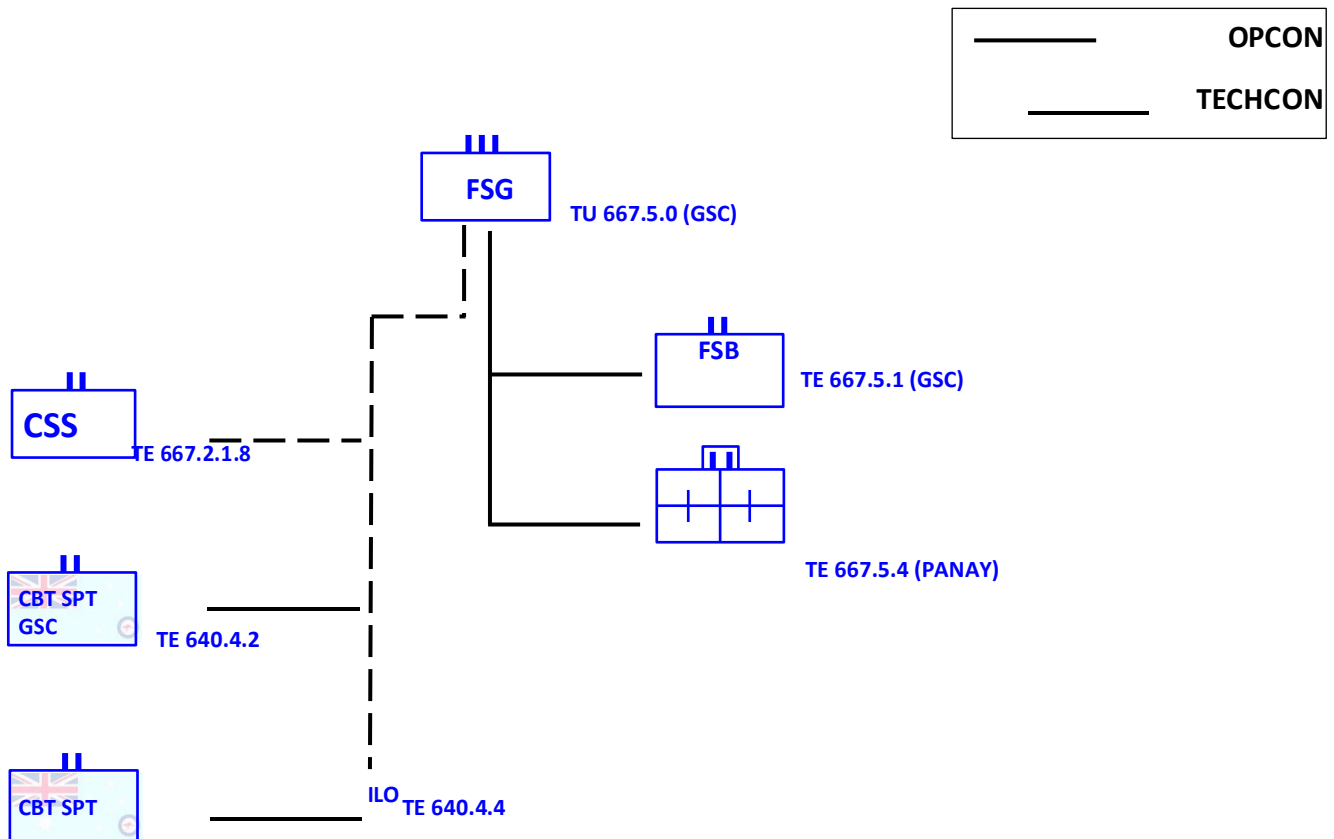 OPCON
TECHCON
FSG
TU 667.5.0 (GSC)
FSB
TE 667.5.1 (GSC)
CSS
TE 667.2.1.8
TE 667.5.4 (PANAY)
CBT SPT
GSC
TE 640.4.2
CBT SPT
ILO
TE 640.4.4